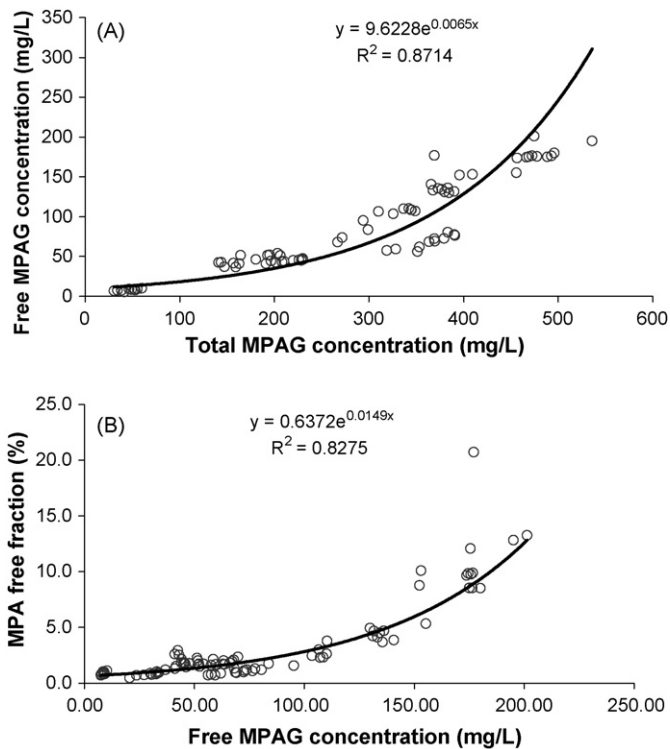 (A)
y = 9.6228e^0.0065x
R² = 0.8714
Free MPAG concentration (mg/L)
350
300
250
200
150
100
50
0
0 100 200 300 400 500 600
Total MPAG concentration (mg/L)
(B)
y = 0.6372e^0.0149x
R² = 0.8275
MPA free fraction (%)
25.0
20.0
15.0
10.0
5.0
0.0
0.00 50.00 100.00 150.00 200.00 250.00
Free MPAG concentration (mg/L)